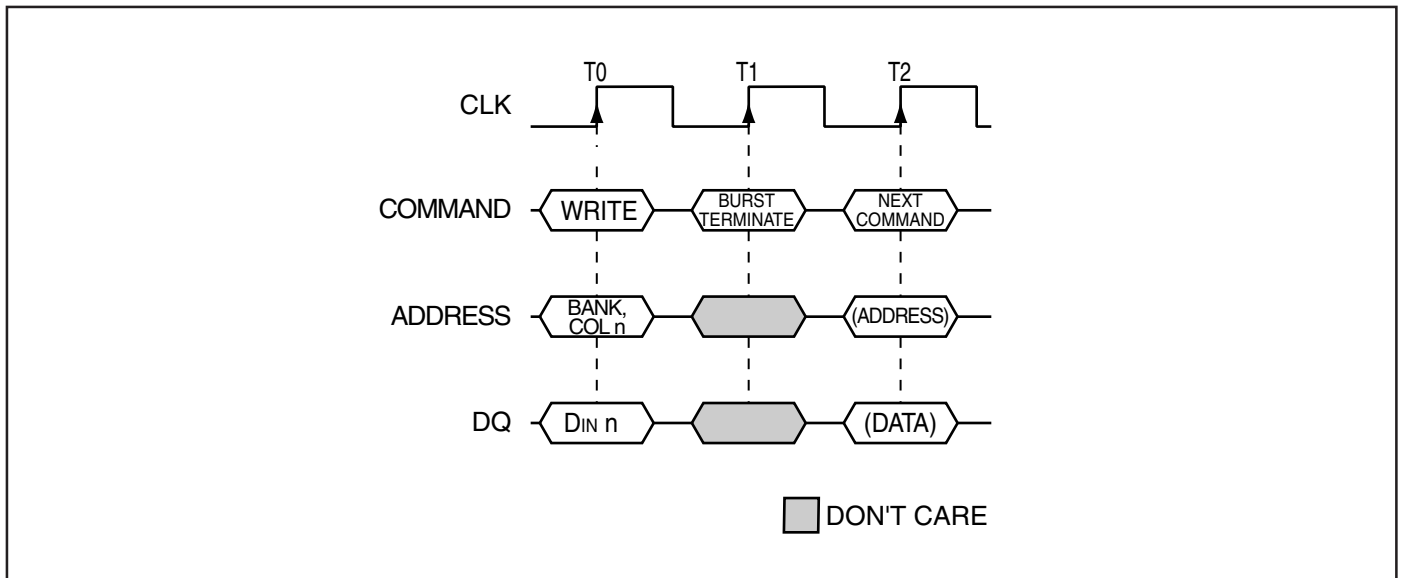 T0 T1 T2
CLK
COMMAND WRITE BURST TERMINATE NEXT COMMAND
ADDRESS BANK, COL n (ADDRESS)
DQ DIN n (DATA)
DON'T CARE